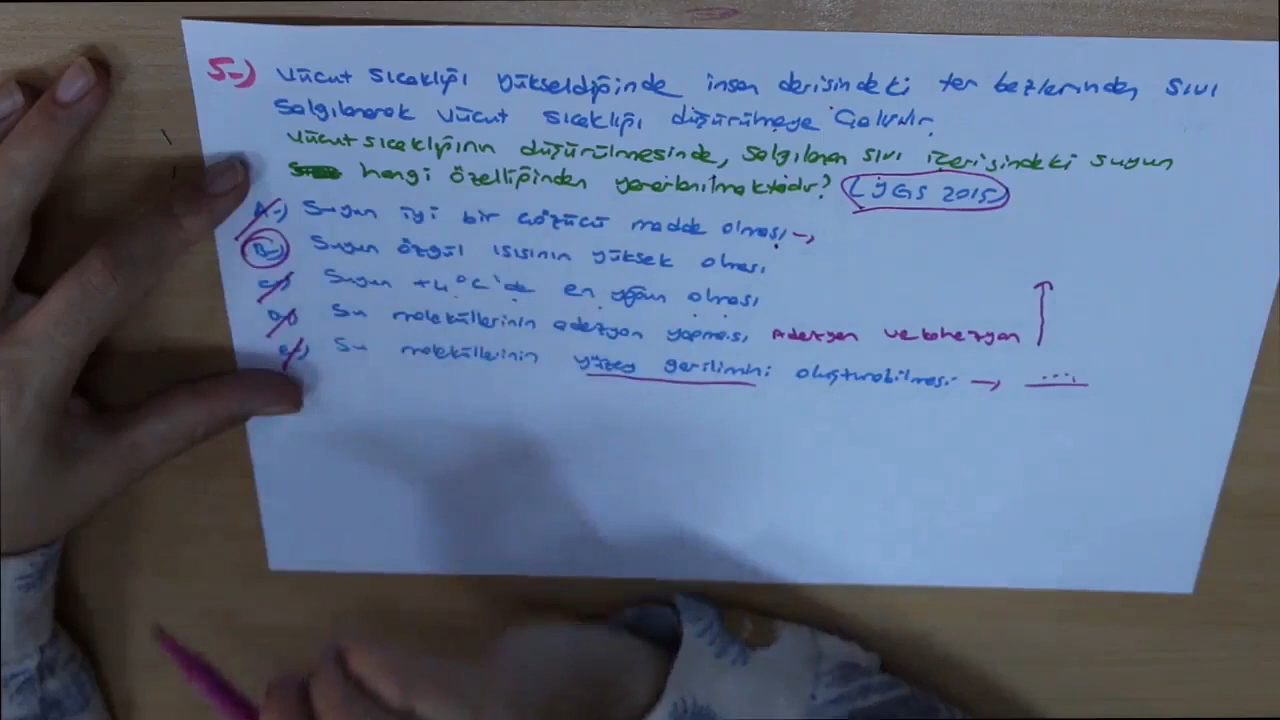 5-) Vücut sıcaklığı yükseldiğinde insan derisindeki ter bezlerinden sıvı
salgılanarak vücut sıcaklığı düşürülmeye çalışılır.
Vücut sıcaklığının düşürülmesinde, salgılanan sıvı içerisindeki suyun
hangi özelliğinden yararlanılmaktadır? (YGS 2015)
A-) Suyun iyi bir çözücü madde olması →
B-) Suyun özgül ısısının yüksek olması
C-) Suyun +4°C'de en yoğun olması
D-) Su moleküllerinin adezyon yapması Adezyon ve kohezyon ↑
E-) Su moleküllerinin yüzey gerilimini oluşturabilmesi → ....